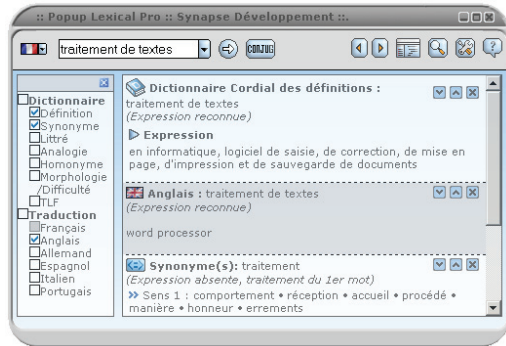 :: Popup Lexical Pro :: Synapse Développement ::.
traitement de textes
CONJUG
Dictionnaire
Définition
Synonyme
Littré
Analogie
Homonyme
Morphologie
/Difficulté
TLF
Traduction
Français
Anglais
Allemand
Espagnol
Italien
Portugais
Dictionnaire Cordial des définitions :
traitement de textes
(Expression reconnue)
Expression
en informatique, logiciel de saisie, de correction, de mise en
page, d'impression et de sauvegarde de documents
Anglais : traitement de textes
(Expression reconnue)
word processor
Synonyme(s): traitement
(Expression absente, traitement du 1er mot)
>> Sens 1 : comportement • réception • accueil • procédé •
manière • honneur • errements